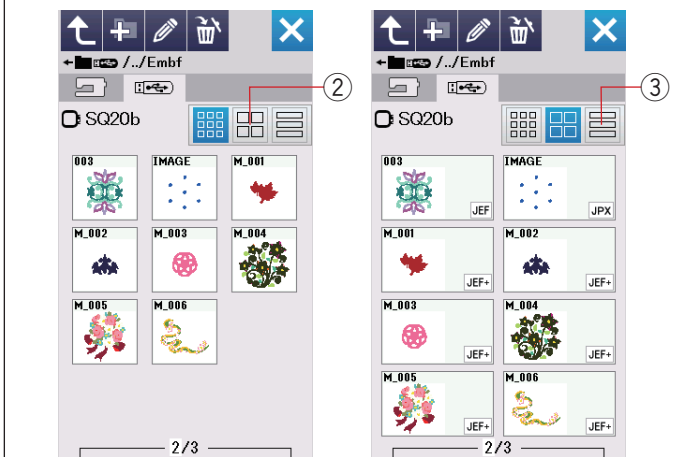 /../Embf
SQ20b
②
003 IMAGE M_001
M_002 M_003 M_004
M_005 M_006
2/3
/../Embf
SQ20b
③
003 IMAGE
JEF JPX
M_001 M_002
JEF+ JEF+
M_003 M_004
JEF+ JEF+
M_005 M_006
JEF+ JEF+
2/3